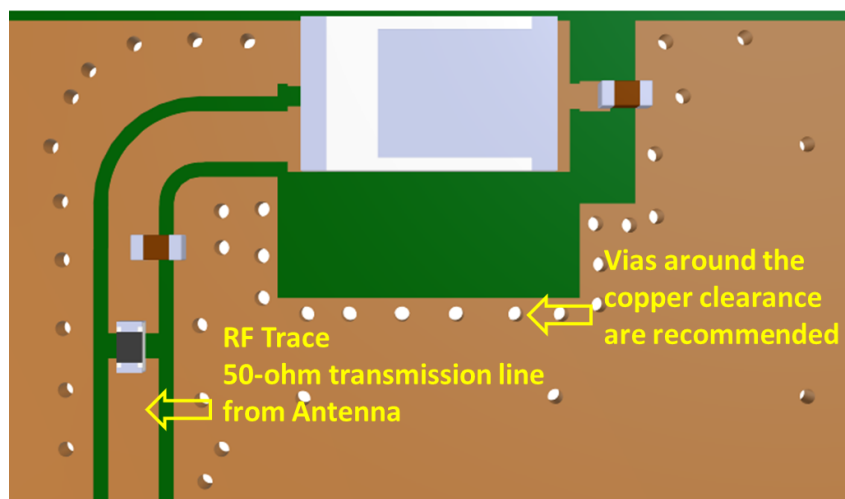 Vias around the
copper clearance
are recommended
RF Trace
50-ohm transmission line
from Antenna